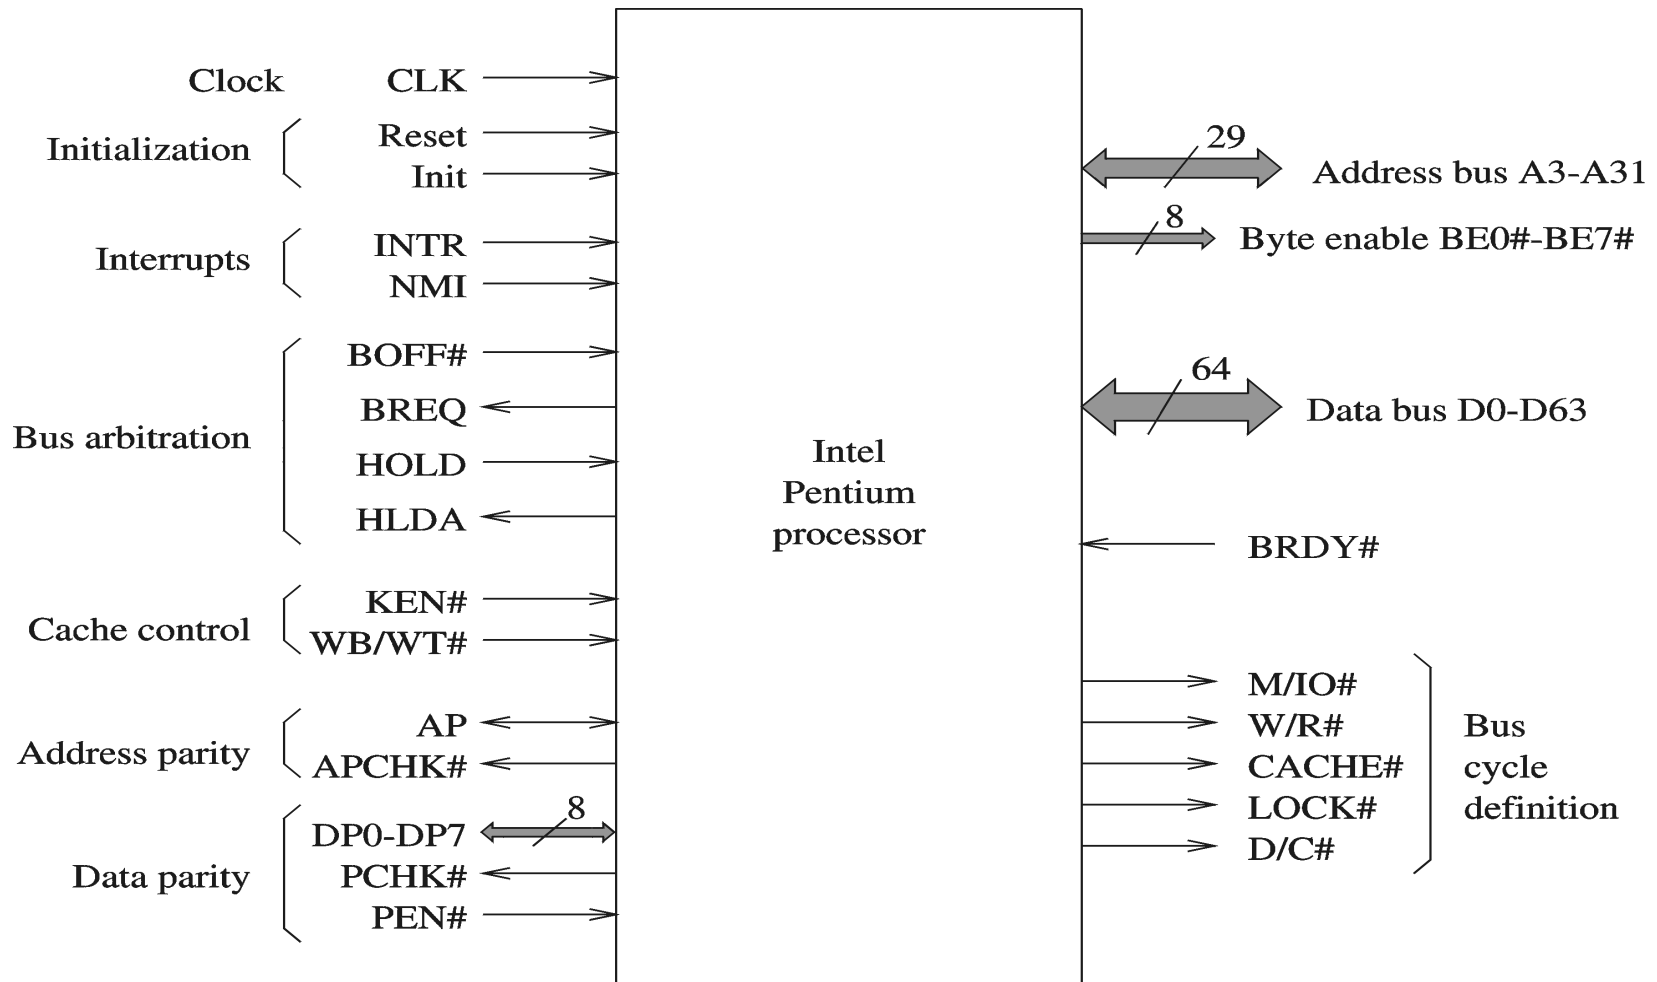 Clock CLK
Initialization
Reset
Init
Interrupts
INTR
NMI
Bus arbitration
BOFF#
BREQ
HOLD
HLDA
Cache control
KEN#
WB/WT#
Address parity
AP
APCHK#
Data parity
DP0-DP7
8
PCHK#
PEN#
Intel
Pentium
processor
29
Address bus A3-A31
8
Byte enable BE0#-BE7#
64
Data bus D0-D63
BRDY#
M/IO#
W/R#
CACHE#
LOCK#
D/C#
Bus
cycle
definition